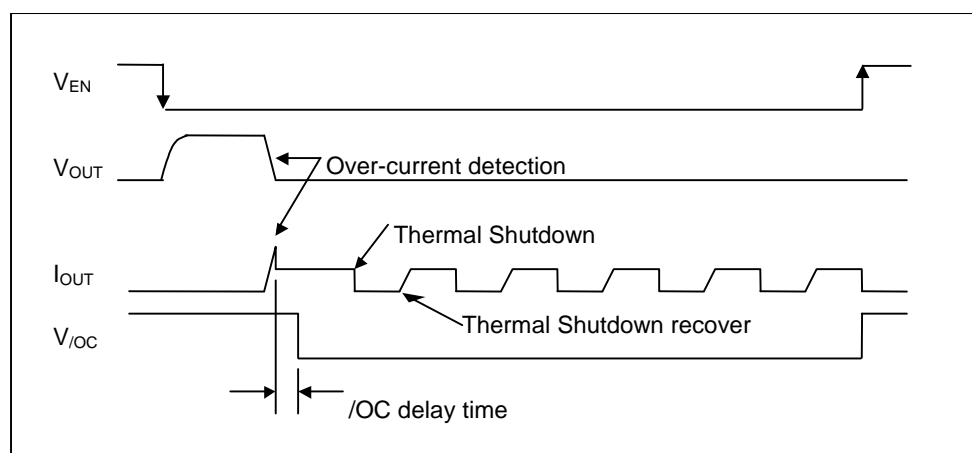 VEN
VOUT
Over-current detection
Thermal Shutdown
IOUT
Thermal Shutdown recover
V/OC
/OC delay time